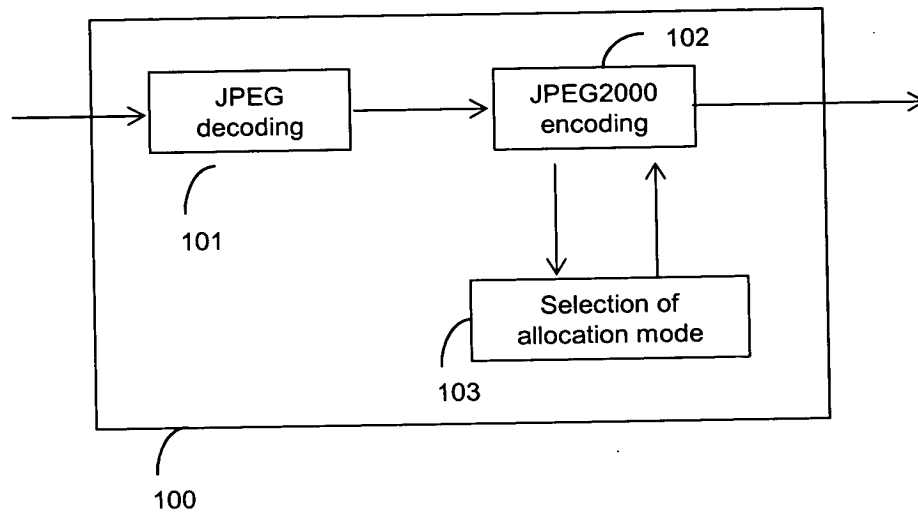 102
JPEG
decoding
JPEG2000
encoding
101
Selection of
allocation mode
103
100